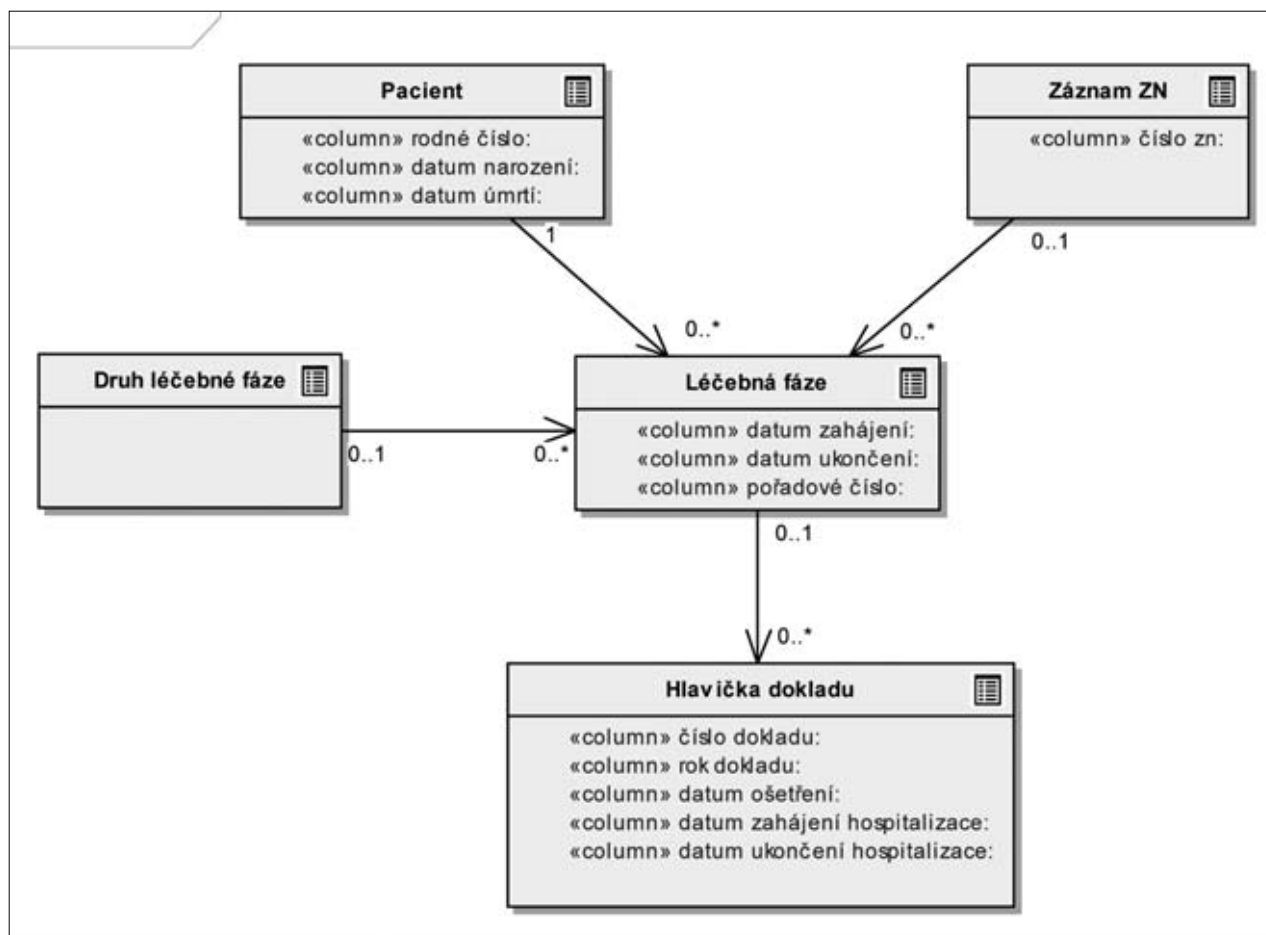 Pacient
«column» rodné číslo:
«column» datum narození:
«column» datum úmrtí:
Záznam ZN
«column» číslo zn:
1
0..1
0..*
0..*
Druh léčebné fáze
Léčebná fáze
«column» datum zahájení:
«column» datum ukončení:
«column» pořadové číslo:
0..1
0..*
0..1
0..*
Hlavička dokladu
«column» číslo dokladu:
«column» rok dokladu:
«column» datum ošetření:
«column» datum zahájení hospitalizace:
«column» datum ukončení hospitalizace: